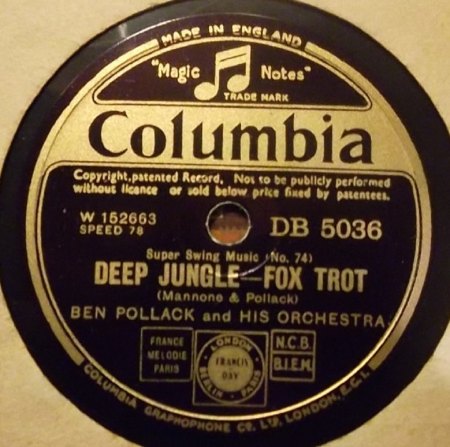 MADE IN ENGLAND
"Magic Notes"
TRADE MARK
Columbia
Copyright, patented Record, Not to be publicly performed
without licence or sold below price fixed by patentees.
W 152663 DB 5036
SPEED 78
Super Swing Music (No. 74)
DEEP JUNGLE—FOX TROT
(Mannone & Pollack)
BEN POLLACK and HIS ORCHESTRA
FRANCE
MELODIE
PARIS
LONDON
FRANCIS
DAY
BERLIN PARIS
N.C.B.
B.I.E.M.
COLUMBIA GRAPHOPHONE Co. LTD. LONDON, E.C.1.